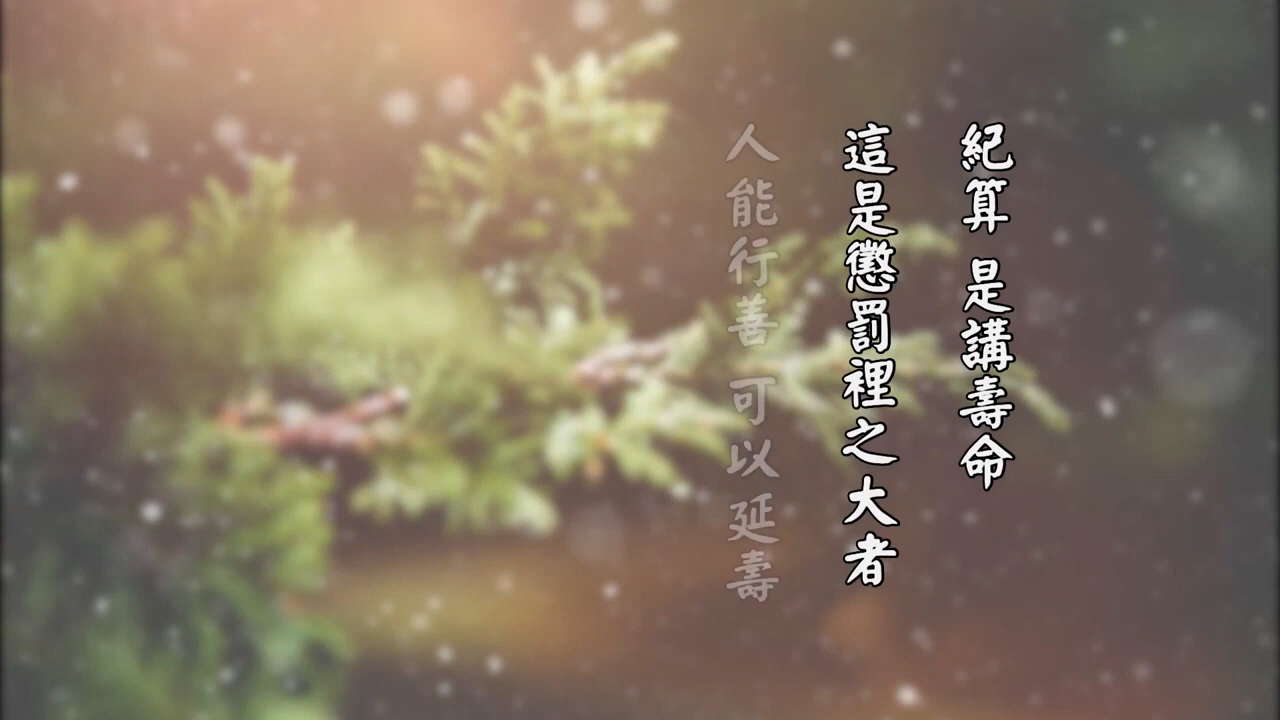 紀算 是講壽命
這是懲罰裡之大者
人能行善 可以延壽